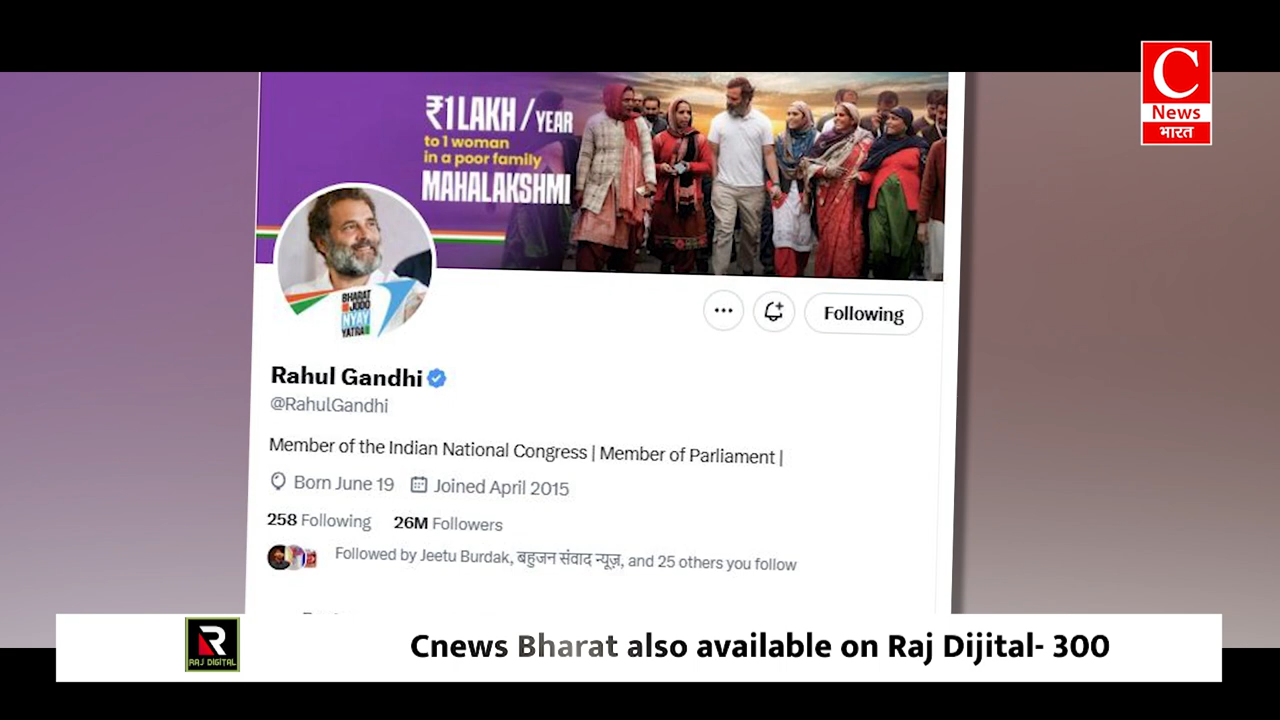 C
News
भारत
₹1 LAKH / YEAR
to 1 woman
in a poor family
MAHALAKSHMI
BHARAT
JODO
NYAY
YATRA
Following
Rahul Gandhi
@RahulGandhi
Member of the Indian National Congress | Member of Parliament |
Born June 19 Joined April 2015
258 Following 26M Followers
Followed by Jeetu Burdak, बहुजन संवाद न्यूज़, and 25 others you follow
R
RAJ DIGITAL
Cnews Bharat also available on Raj Dijital- 300